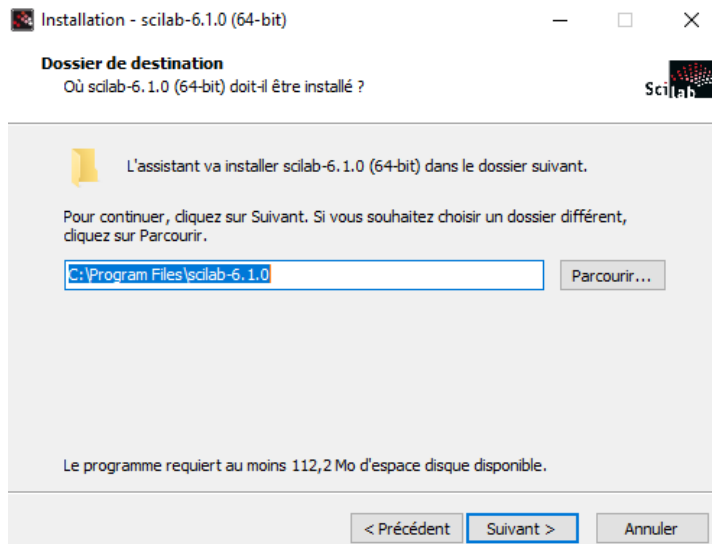 Installation - scilab-6.1.0 (64-bit)
Dossier de destination
Où scilab-6.1.0 (64-bit) doit-il être installé ?
Scilab
L'assistant va installer scilab-6.1.0 (64-bit) dans le dossier suivant.
Pour continuer, cliquez sur Suivant. Si vous souhaitez choisir un dossier différent,
cliquez sur Parcourir.
C:\Program Files\scilab-6.1.0
Parcourir...
Le programme requiert au moins 112,2 Mo d'espace disque disponible.
< Précédent Suivant > Annuler